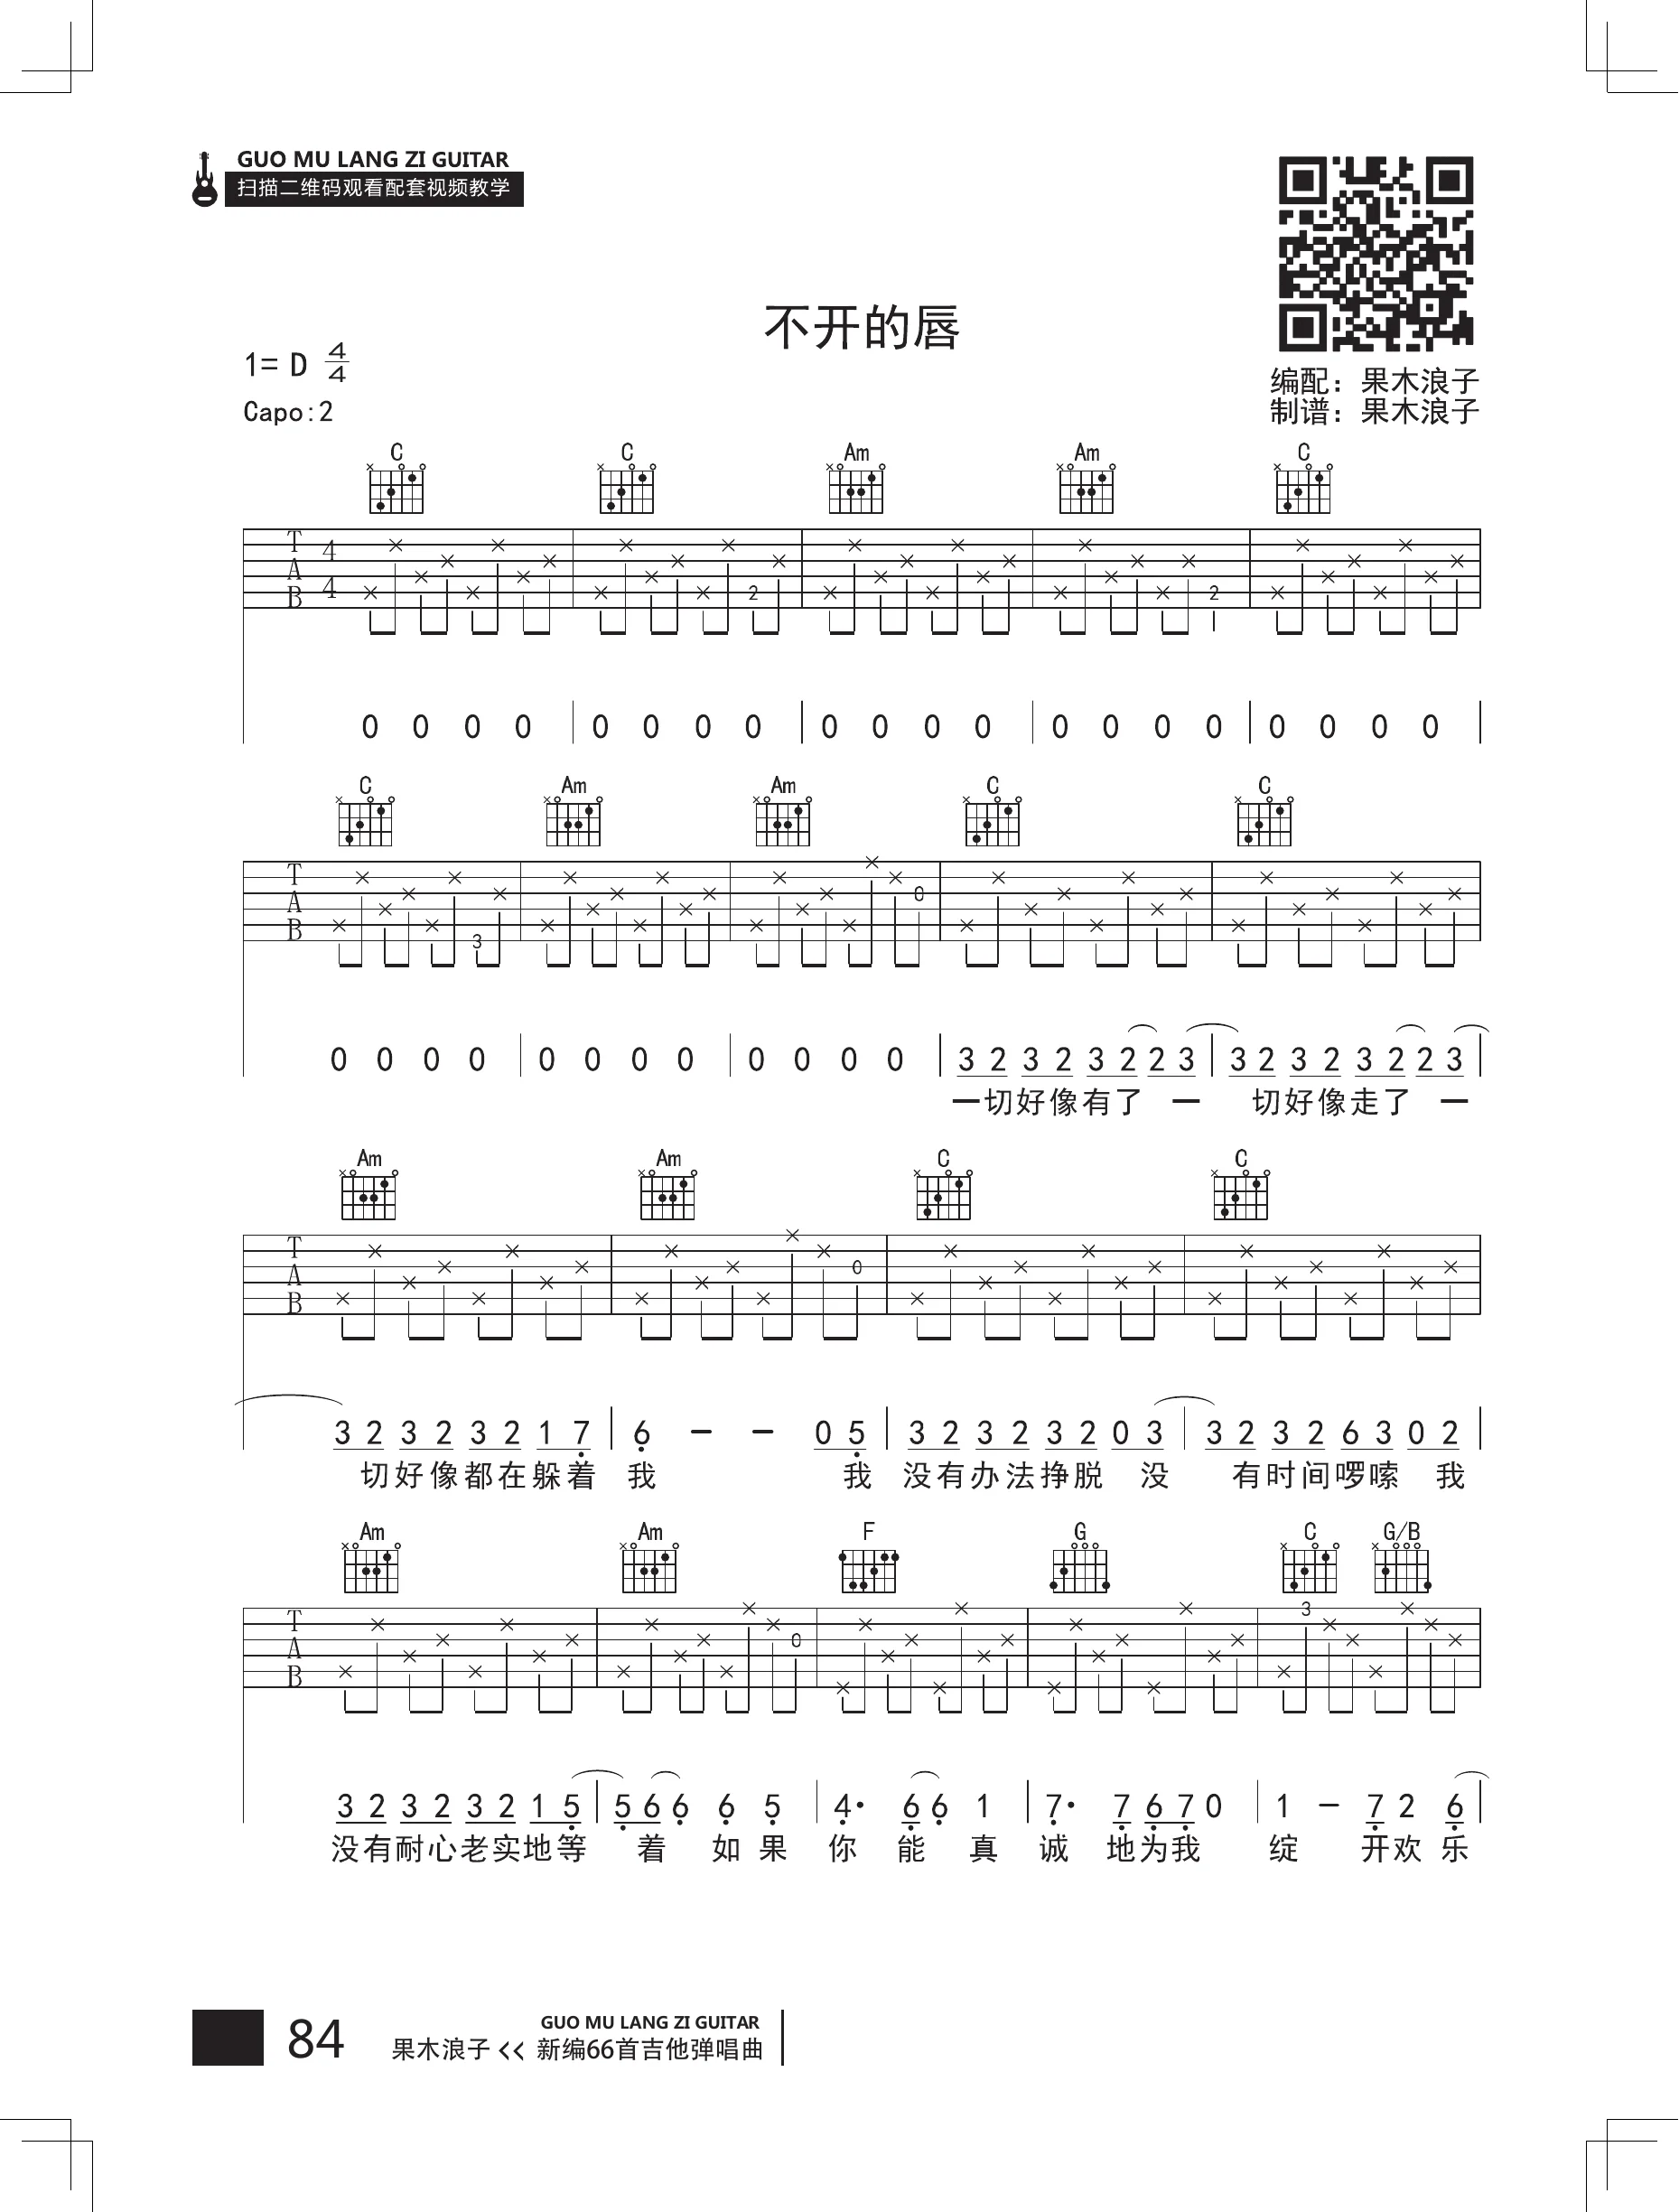 GUO MU LANG ZI GUITAR
扫描二维码观看配套视频教学
不开的唇
1= D 4/4
Capo:2
编配：果木浪子
制谱：果木浪子
C C Am Am C
T A B 4 4 2 2
0 0 0 0 0 0 0 0 0 0 0 0 0 0 0 0 0 0 0 0
C Am Am C C
T A B 3 0
0 0 0 0 0 0 0 0 0 0 0 0 3 2 3 2 3 2 2 3 3 2 3 2 3 2 2 3
一切好像有了 一 切好像走了 一
Am Am C C
T A B 0
3 2 3 2 3 2 1 7 6 - - 0 5 3 2 3 2 3 2 0 3 3 2 3 2 6 3 0 2
切好像都在躲着 我 我 没有办法挣脱 没 有时间啰嗦 我
Am Am F G C G/B
T A B 0 3
3 2 3 2 3 2 1 5 5 6 6 6 5 4· 6 6 1 7· 7 6 7 0 1 - 7 2 6
没有耐心老实地等 着 如 果 你 能 真 诚 地为我 绽 开欢 乐
84
GUO MU LANG ZI GUITAR
果木浪子 << 新编66首吉他弹唱曲